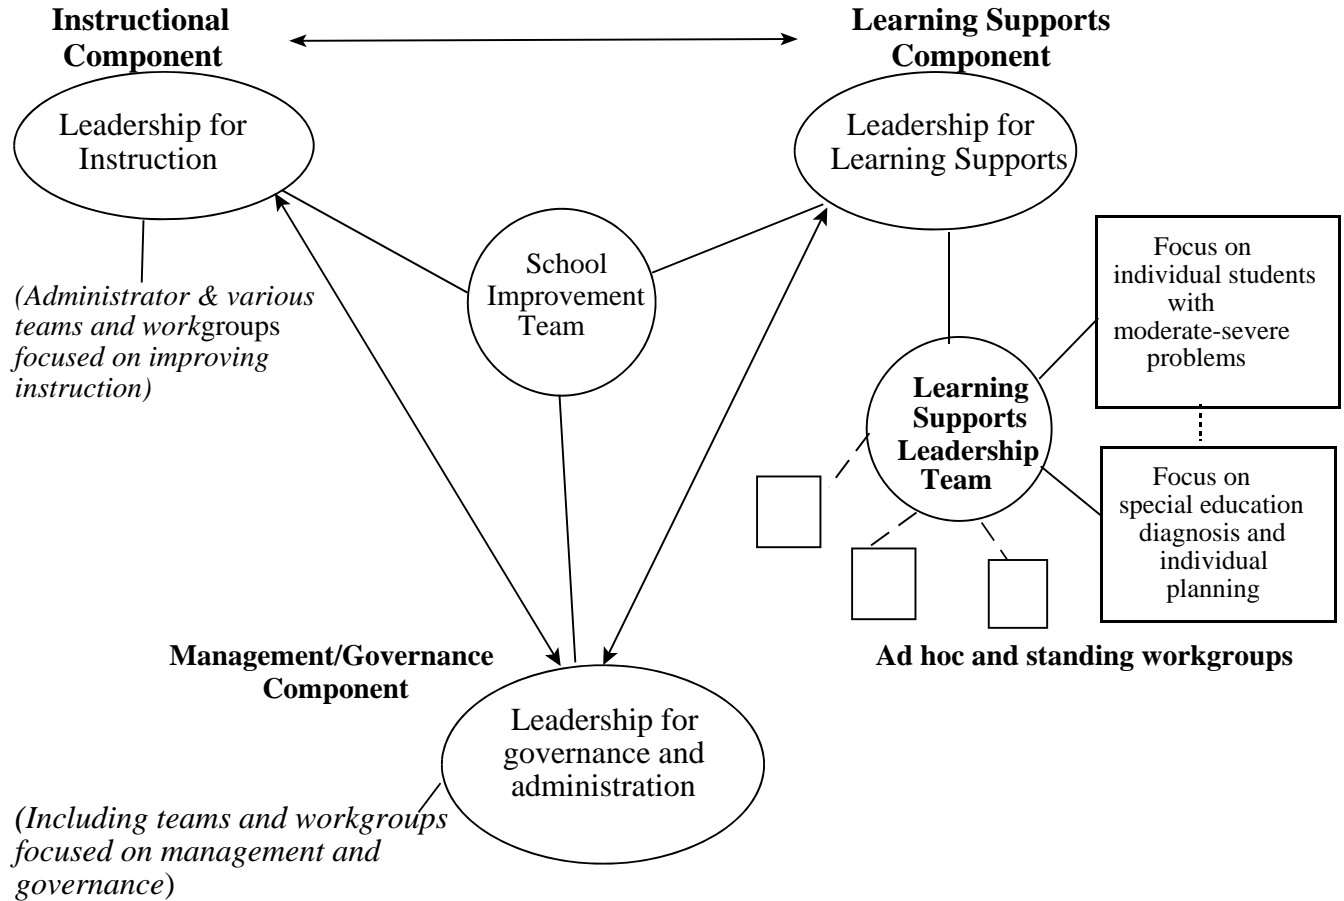 Instructional
Component
Learning Supports
Component
Leadership for
Instruction
Leadership for
Learning Supports
School
Improvement
Team
(Administrator & various
teams and workgroups
focused on improving
instruction)
Focus on
individual students
with
moderate-severe
problems
Learning
Supports
Leadership
Team
Focus on
special education
diagnosis and
individual
planning
Ad hoc and standing workgroups
Management/Governance
Component
Leadership for
governance and
administration
(Including teams and workgroups
focused on management and
governance)